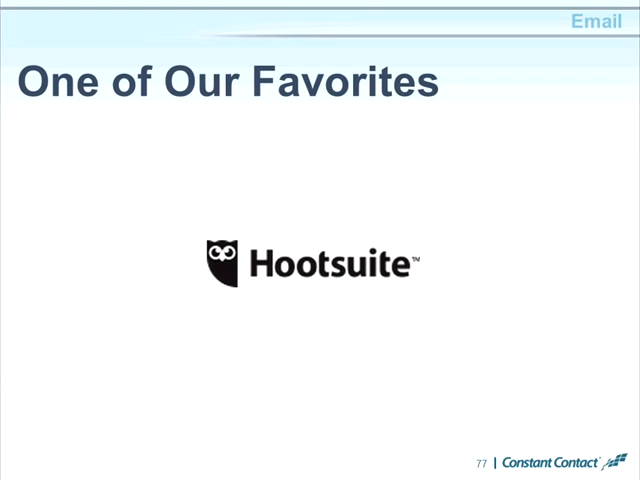 Email
One of Our Favorites
Hootsuite™
77 | Constant Contact®